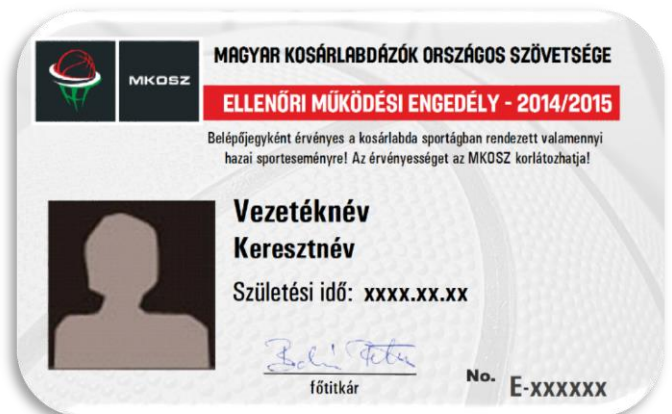 MKOSZ
MAGYAR KOSÁRLABDÁZÓK ORSZÁGOS SZÖVETSÉGE
ELLENŐRI MŰKÖDÉSI ENGEDÉLY - 2014/2015
Belépőjegyként érvényes a kosárlabda sportágban rendezett valamennyi
hazai sporteseményre! Az érvényességet az MKOSZ korlátozhatja!
Vezetéknév
Keresztnév
Születési idő: xxxx.xx.xx
főtitkár
No. E-xxxxxx